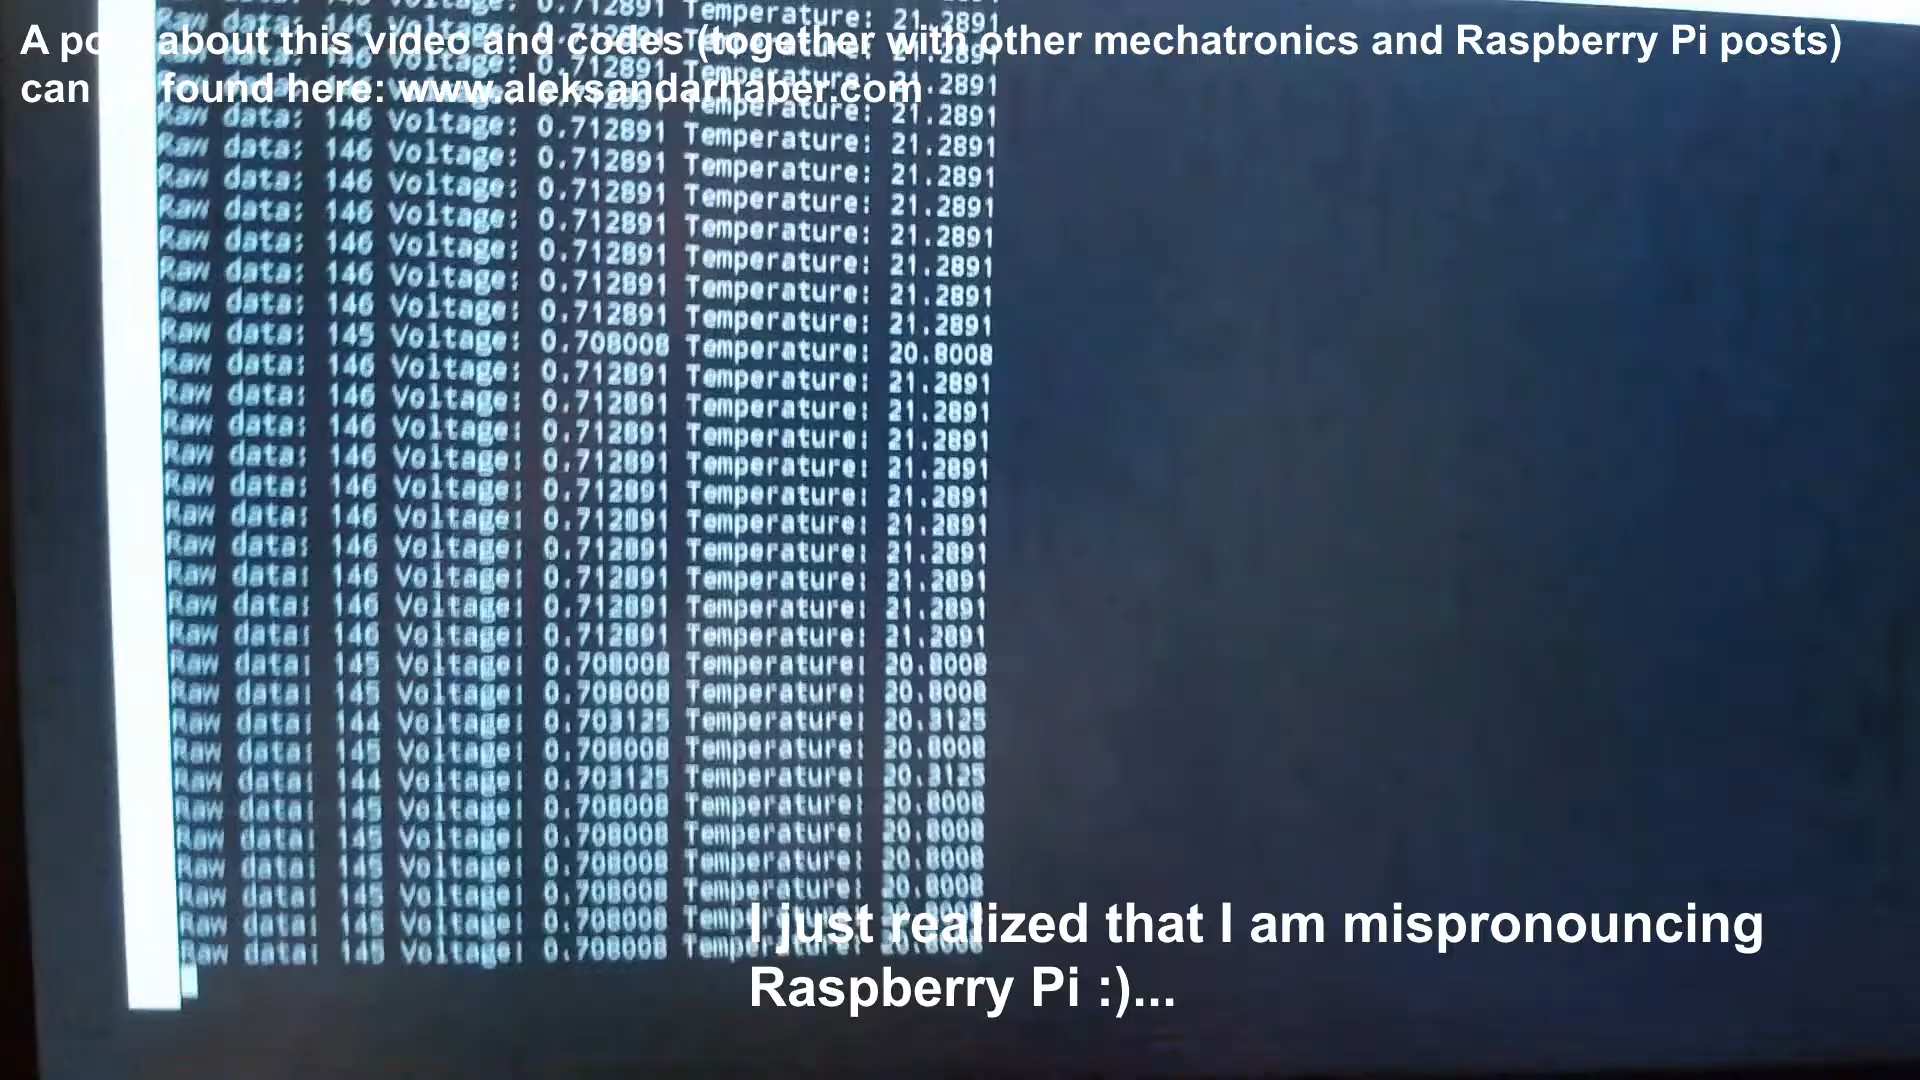 A about this video and codes (together with other mechatronics and Raspberry Pi posts)
can found here: www.aleksandarhaber.com
Voltage: 0.712891 Temperature: 21.2891
Raw data: 146 Voltage: 21.2891
146 Voltage: 0.712891 Temperature: 21.2891
Temperature: 21.2891
Raw data: 146 Voltage: 0.712891 Temperature: 21.2891
Raw data: 146 Voltage: 0.712891 Temperature: 21.2891
Raw data: 146 Voltage: 0.712891 Temperature: 21.2891
Raw data: 146 Voltage: 0.712891 Temperature: 21.2891
Raw data: 146 Voltage: 0.712891 Temperature: 21.2891
Raw data: 146 Voltage: 0.712891 Temperature: 21.2891
Raw data: 146 Voltage: 0.712891 Temperature: 21.2891
Raw data: 145 Voltage: 0.708008 Temperature: 20.8008
Raw data: 146 Voltage: 0.712891 Temperature: 21.2891
Raw data: 146 Voltage: 0.712891 Temperature: 21.2891
Raw data: 146 Voltage: 0.712891 Temperature: 21.2891
Raw data: 146 Voltage: 0.712891 Temperature: 21.2891
Raw data: 146 Voltage: 0.712891 Temperature: 21.2891
Raw data: 146 Voltage: 0.712891 Temperature: 21.2891
Raw data: 146 Voltage: 0.712891 Temperature: 21.2891
Raw data: 146 Voltage: 0.712891 Temperature: 21.2891
Raw data: 146 Voltage: 0.712891 Temperature: 21.2891
Raw data: 146 Voltage: 0.712891 Temperature: 21.2891
Raw data: 145 Voltage: 0.708008 Temperature: 20.8008
Raw data: 145 Voltage: 0.708008 Temperature: 20.8008
Raw data: 144 Voltage: 0.703125 Temperature: 20.3125
Raw data: 145 Voltage: 0.708008 Temperature: 20.8008
Raw data: 144 Voltage: 0.703125 Temperature: 20.3125
Raw data: 145 Voltage: 0.708008 Temperature: 20.8008
Raw data: 145 Voltage: 0.708008 Temperature: 20.8008
Raw data: 145 Voltage: 0.708008 Temperature: 20.8008
Raw data: 145 Voltage: 0.708008 Temperature: 20.8008
Raw data: 145 Voltage: 0.708008
Raw data: 145 Voltage: 0.708008
I just realized that I am mispronouncing
Raspberry Pi :)...